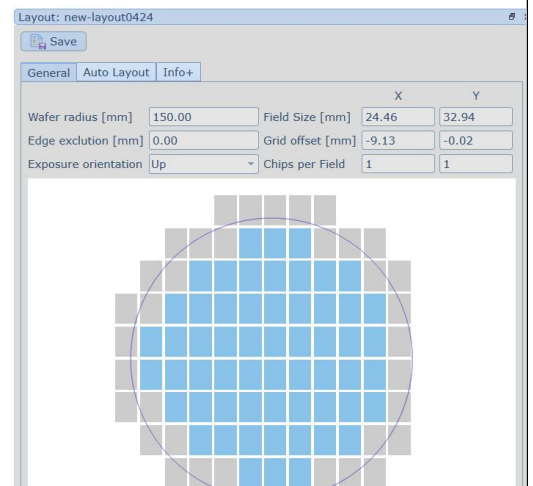 Layout: new-layout0424
Save
General Auto Layout Info+
X Y
Wafer radius [mm] 150.00 Field Size [mm] 24.46 32.94
Edge exclution [mm] 0.00 Grid offset [mm] -9.13 -0.02
Exposure orientation Up Chips per Field 1 1